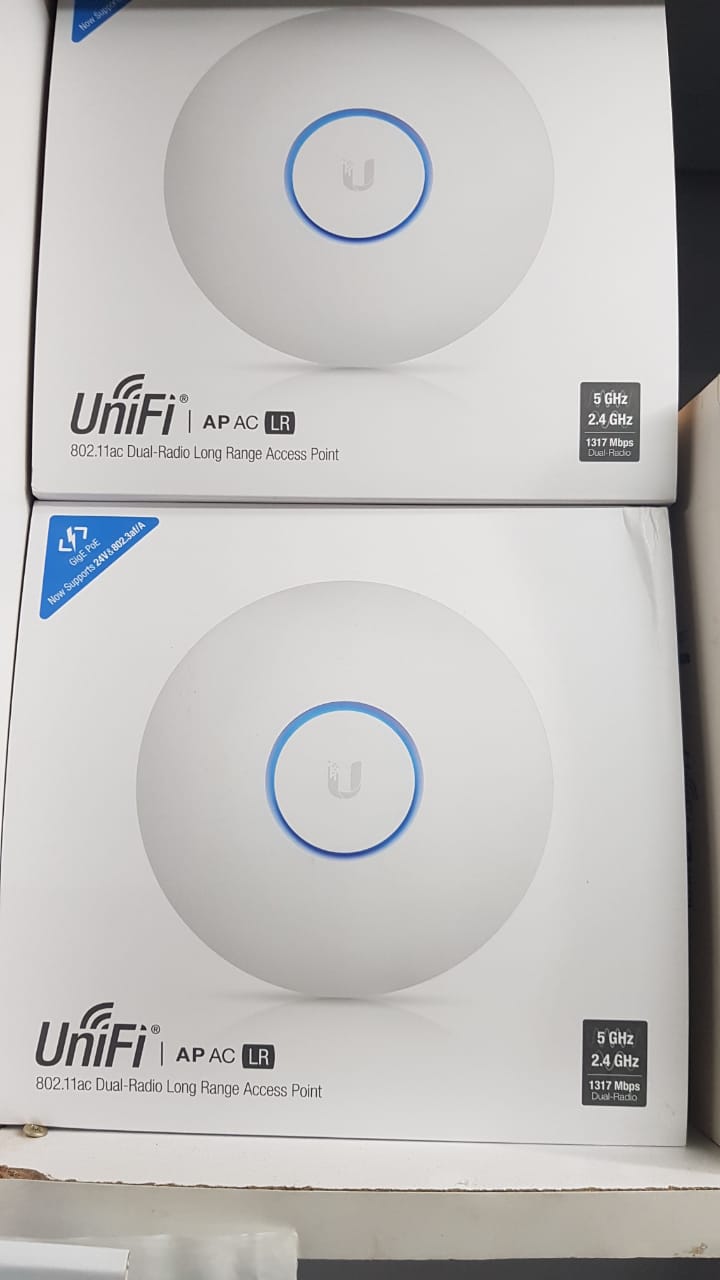 Now Suppor
UniFi® | AP AC LR
802.11ac Dual-Radio Long Range Access Point
5 GHz
2.4 GHz
1317 Mbps
Dual-Radio
GigE PoE
Now Supports 24V & 802.3af/A
UniFi® | AP AC LR
802.11ac Dual-Radio Long Range Access Point
5 GHz
2.4 GHz
1317 Mbps
Dual-Radio